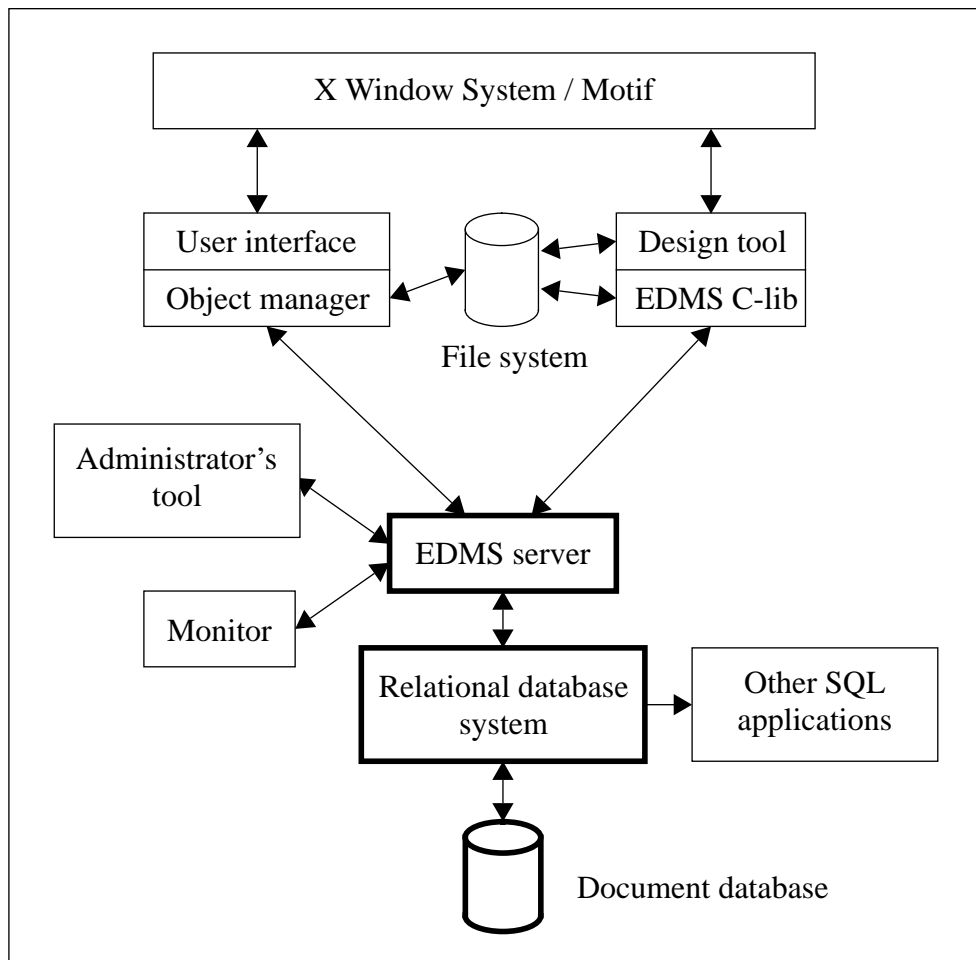 X Window System / Motif
User interface
Design tool
Object manager
EDMS C-lib
File system
Administrator’s
tool
EDMS server
Monitor
Relational database
system
Other SQL
applications
Document database